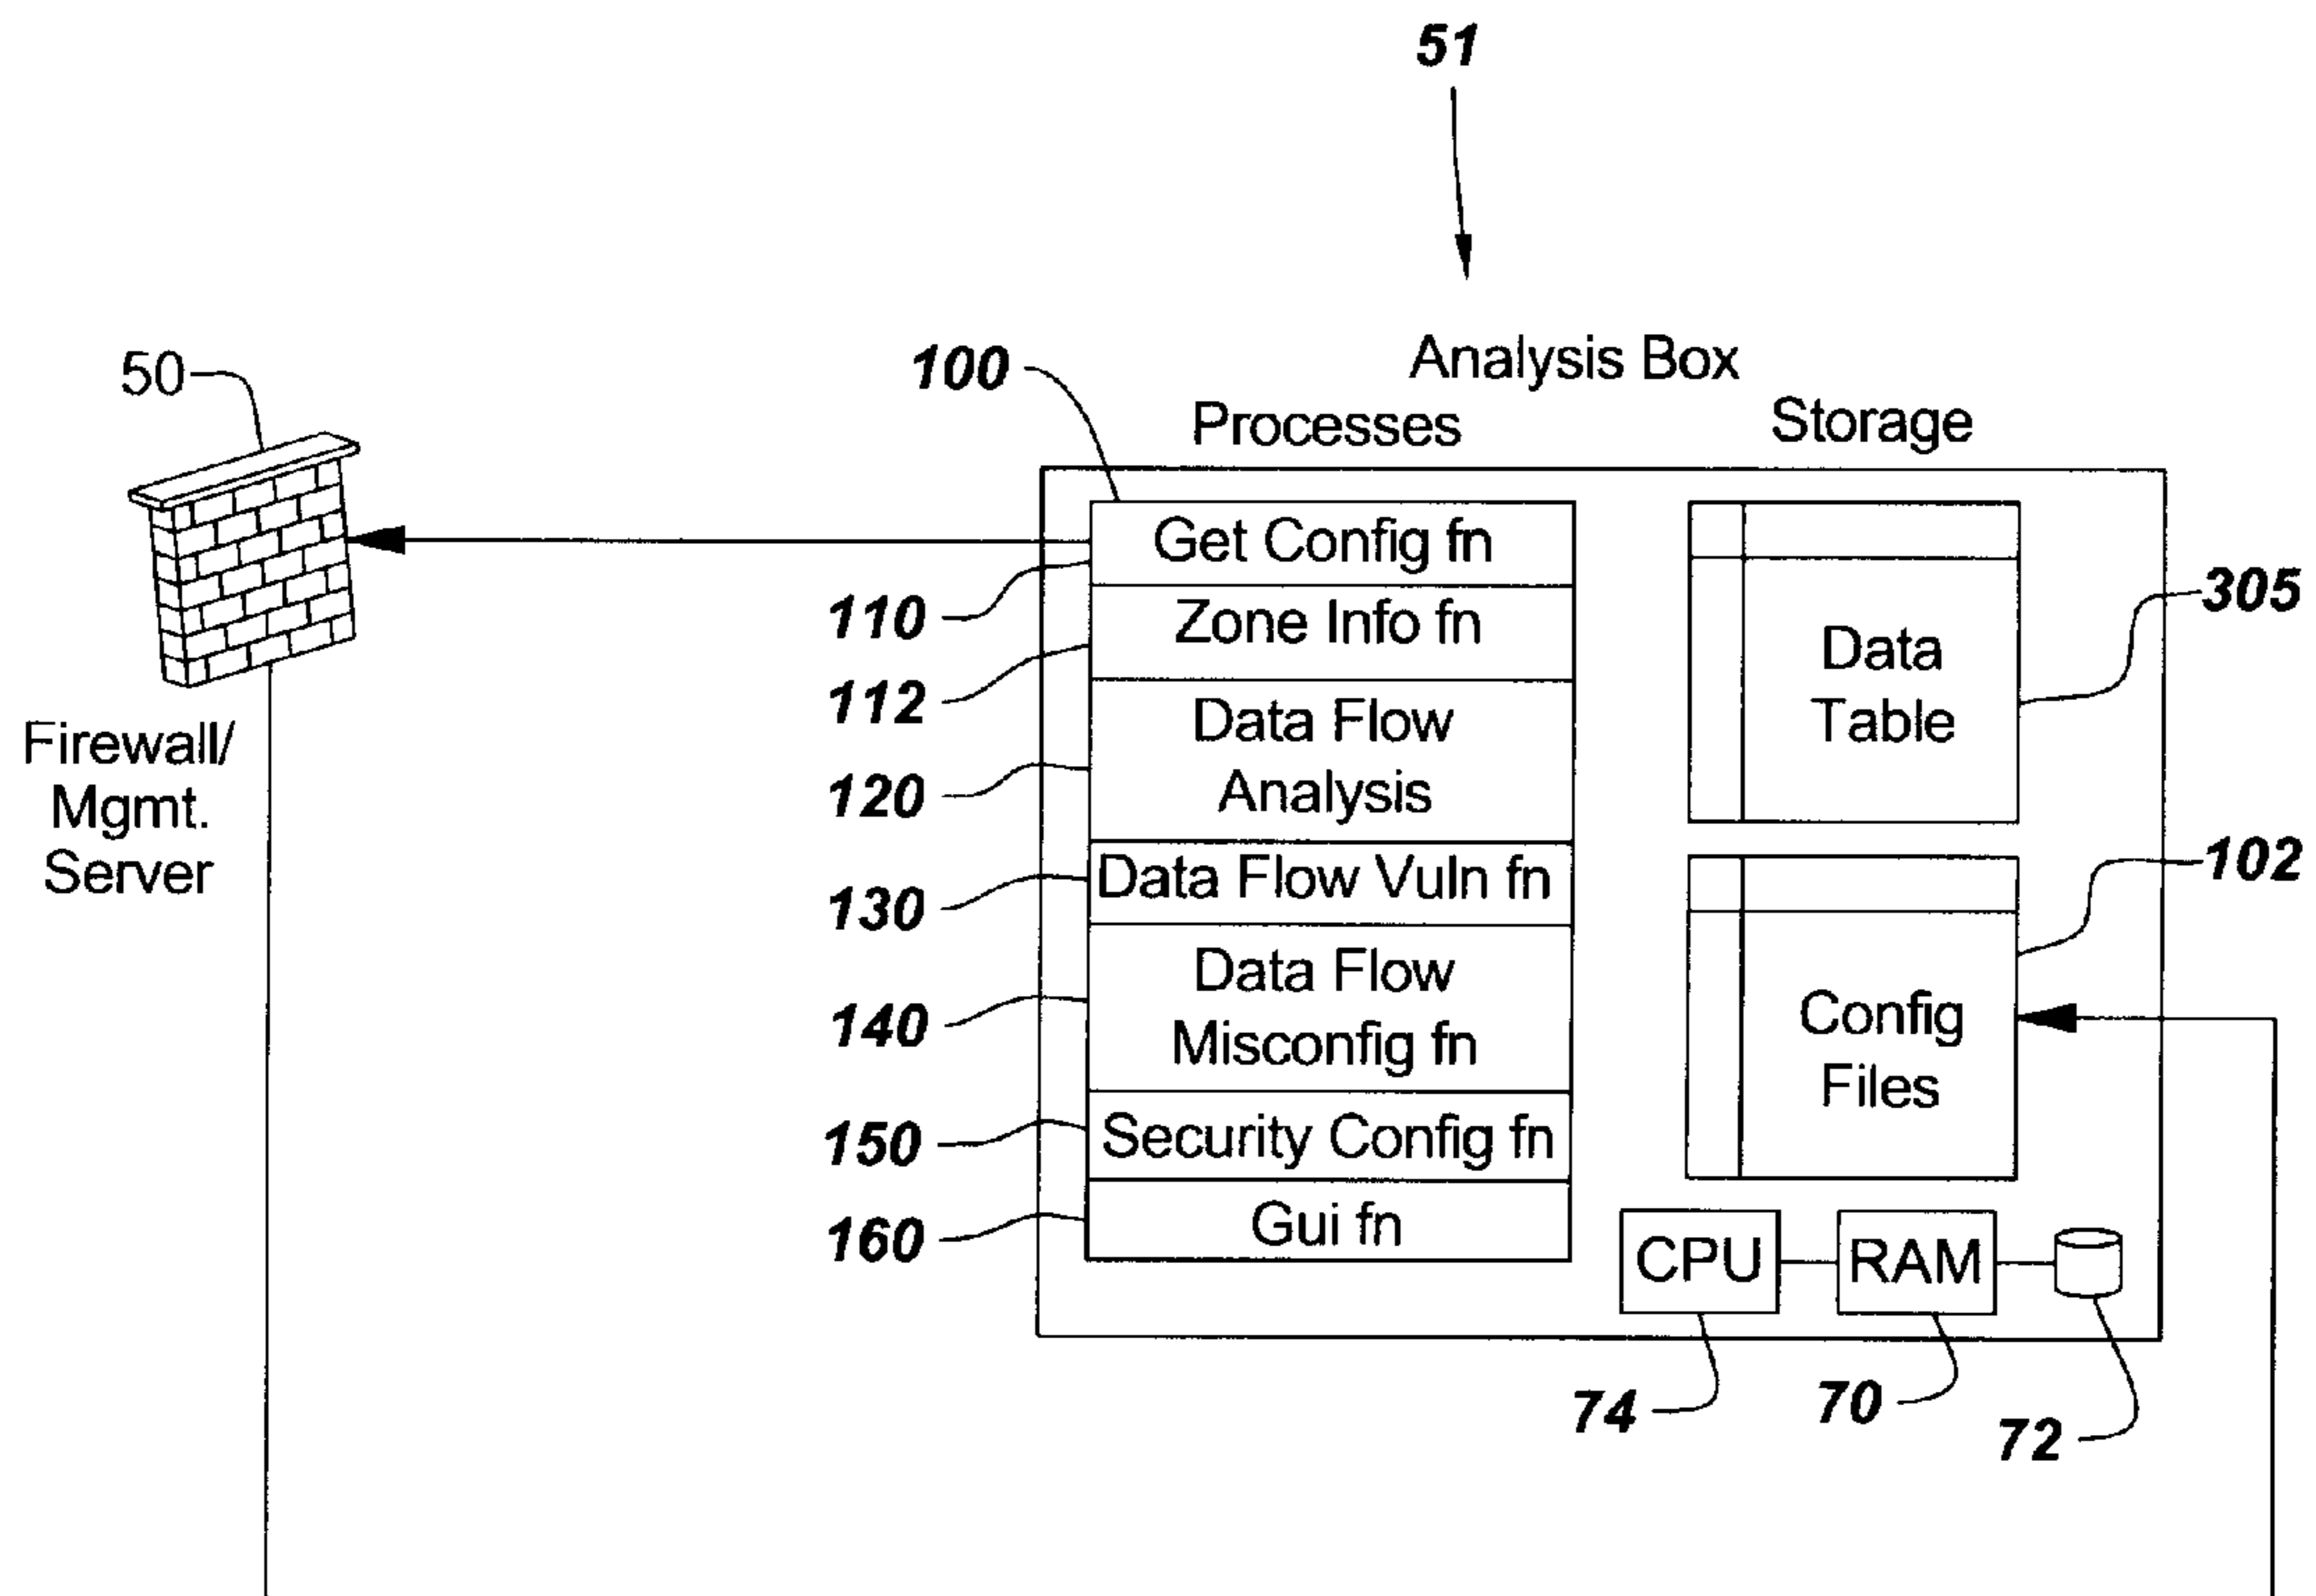 51
50
100
Analysis Box
Processes
Storage
Get Config fn
110
Zone Info fn
305
Data
Table
112
Data Flow
Analysis
Firewall/
Mgmt.
Server
120
Data Flow Vuln fn
102
130
Data Flow
Misconfig fn
Config
Files
140
Security Config fn
150
Gui fn
160
CPU
RAM
74
70
72